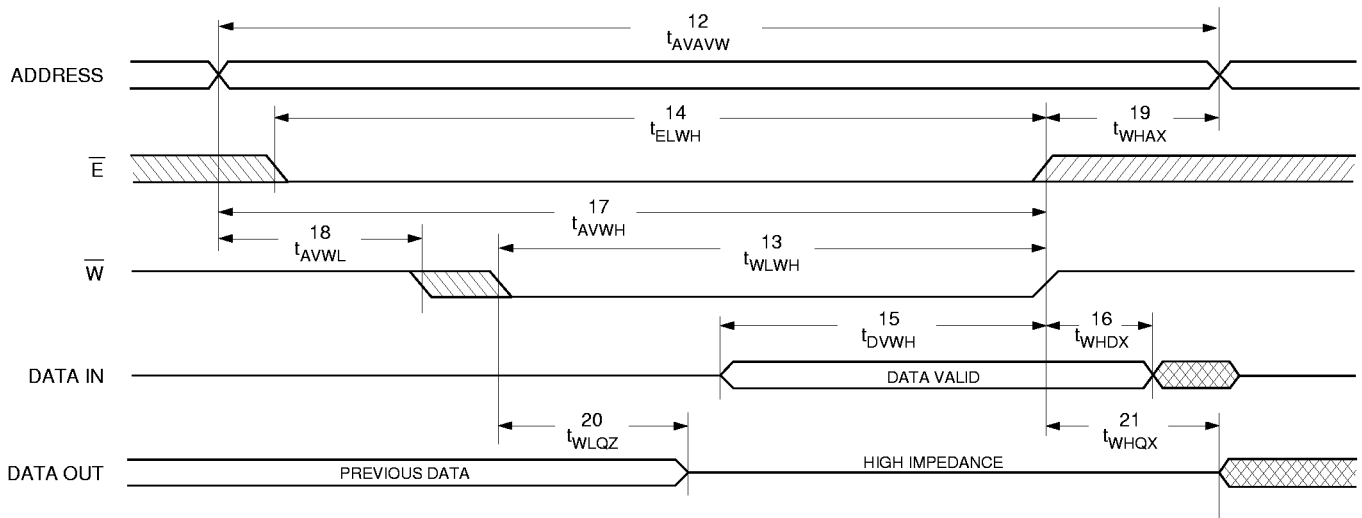 12
tAVAVW
ADDRESS
14
tELWH
19
tWHAX
E
17
tAVWH
18
tAVWL
13
tWLWH
W
15
tDVWH
16
tWHDX
DATA IN
DATA VALID
20
tWLQZ
21
tWHQX
DATA OUT
PREVIOUS DATA
HIGH IMPEDANCE